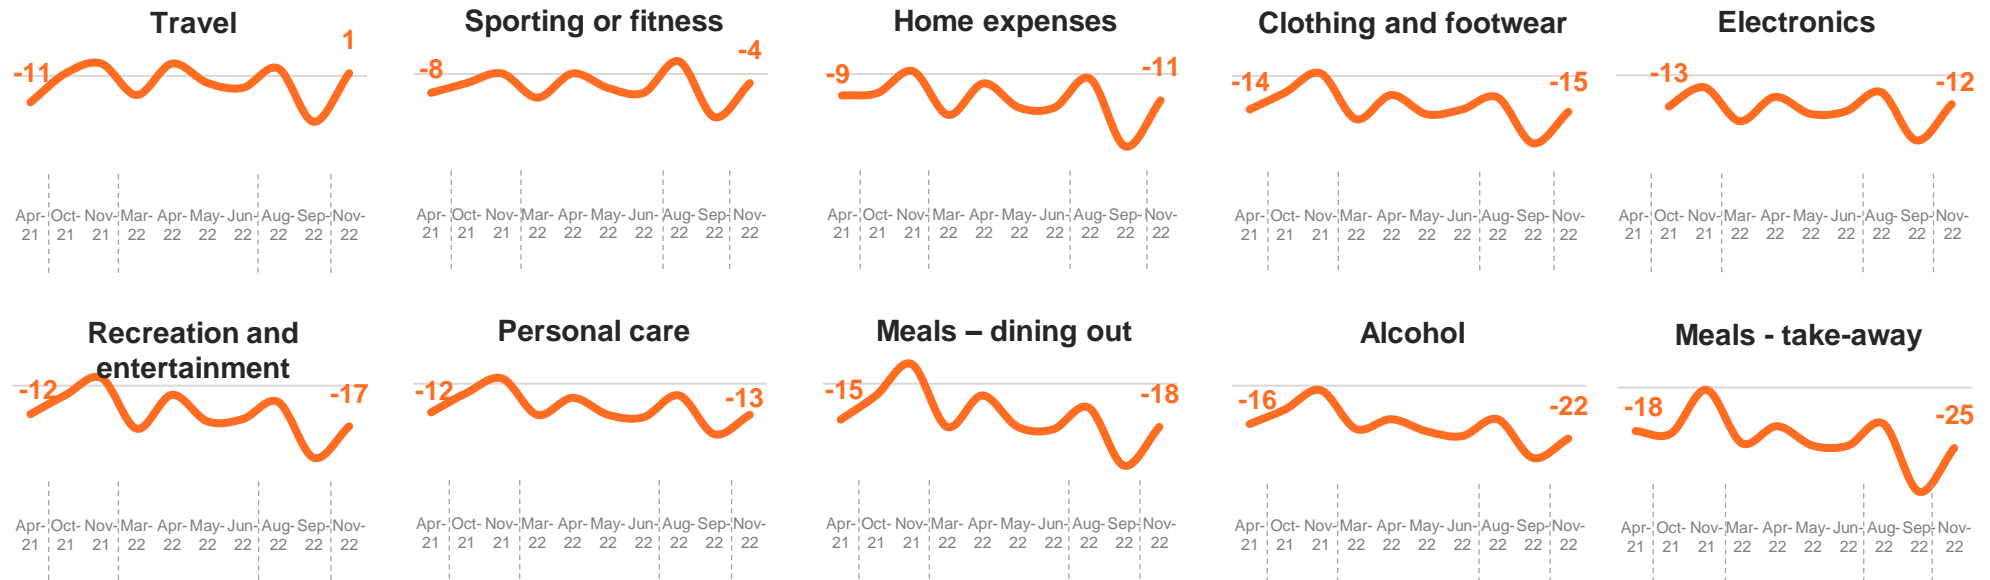 Travel
1
-11
Apr- Oct- Nov- Mar- Apr- May- Jun- Aug- Sep- Nov-
21 21 21 22 22 22 22 22 22 22
Sporting or fitness
-4
-8
Apr- Oct- Nov- Mar- Apr- May- Jun- Aug- Sep- Nov-
21 21 21 22 22 22 22 22 22 22
Home expenses
-9
-11
Apr- Oct- Nov- Mar- Apr- May- Jun- Aug- Sep- Nov-
21 21 21 22 22 22 22 22 22 22
Clothing and footwear
-14
-15
Apr- Oct- Nov- Mar- Apr- May- Jun- Aug- Sep- Nov-
21 21 21 22 22 22 22 22 22 22
Electronics
-13
-12
Apr- Oct- Nov- Mar- Apr- May- Jun- Aug- Sep- Nov-
21 21 21 22 22 22 22 22 22 22
Recreation and
entertainment
-12
-17
Apr- Oct- Nov- Mar- Apr- May- Jun- Aug- Sep- Nov-
21 21 21 22 22 22 22 22 22 22
Personal care
-12
-13
Apr- Oct- Nov- Mar- Apr- May- Jun- Aug- Sep- Nov-
21 21 21 22 22 22 22 22 22 22
Meals – dining out
-15
-18
Apr- Oct- Nov- Mar- Apr- May- Jun- Aug- Sep- Nov-
21 21 21 22 22 22 22 22 22 22
Alcohol
-16
-22
Apr- Oct- Nov- Mar- Apr- May- Jun- Aug- Sep- Nov-
21 21 21 22 22 22 22 22 22 22
Meals - take-away
-18
-25
Apr- Oct- Nov- Mar- Apr- May- Jun- Aug- Sep- Nov-
21 21 21 22 22 22 22 22 22 22